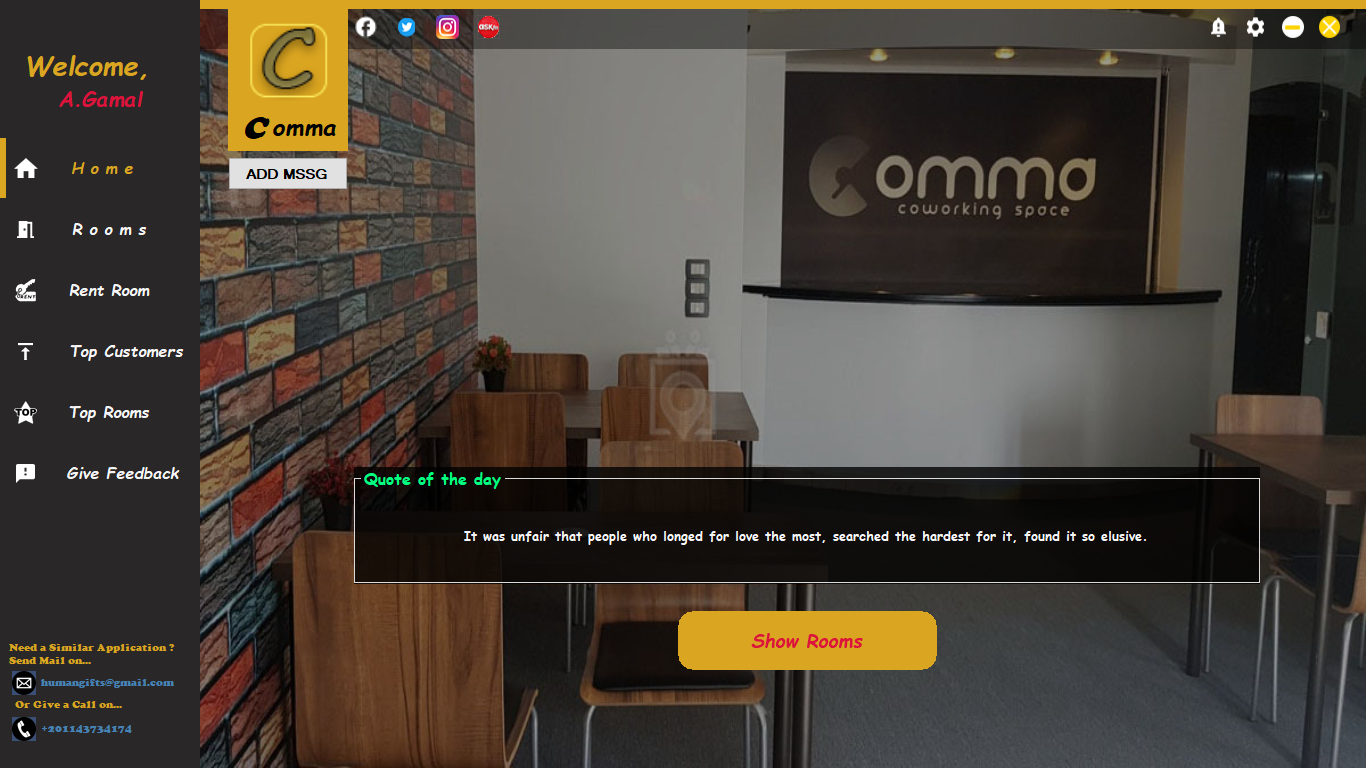 Welcome,
A.Gamal
Home
Rooms
Rent Room
Top Customers
Top Rooms
Give Feedback
Need a Similar Application ?
Send Mail on...
humangifts@gmail.com
Or Give a Call on...
+201143734174
C
Comma
ADD MSSG
ask fm
RENT
TOP
Comma
coworking space
Quote of the day
It was unfair that people who longed for love the most, searched the hardest for it, found it so elusive.
Show Rooms